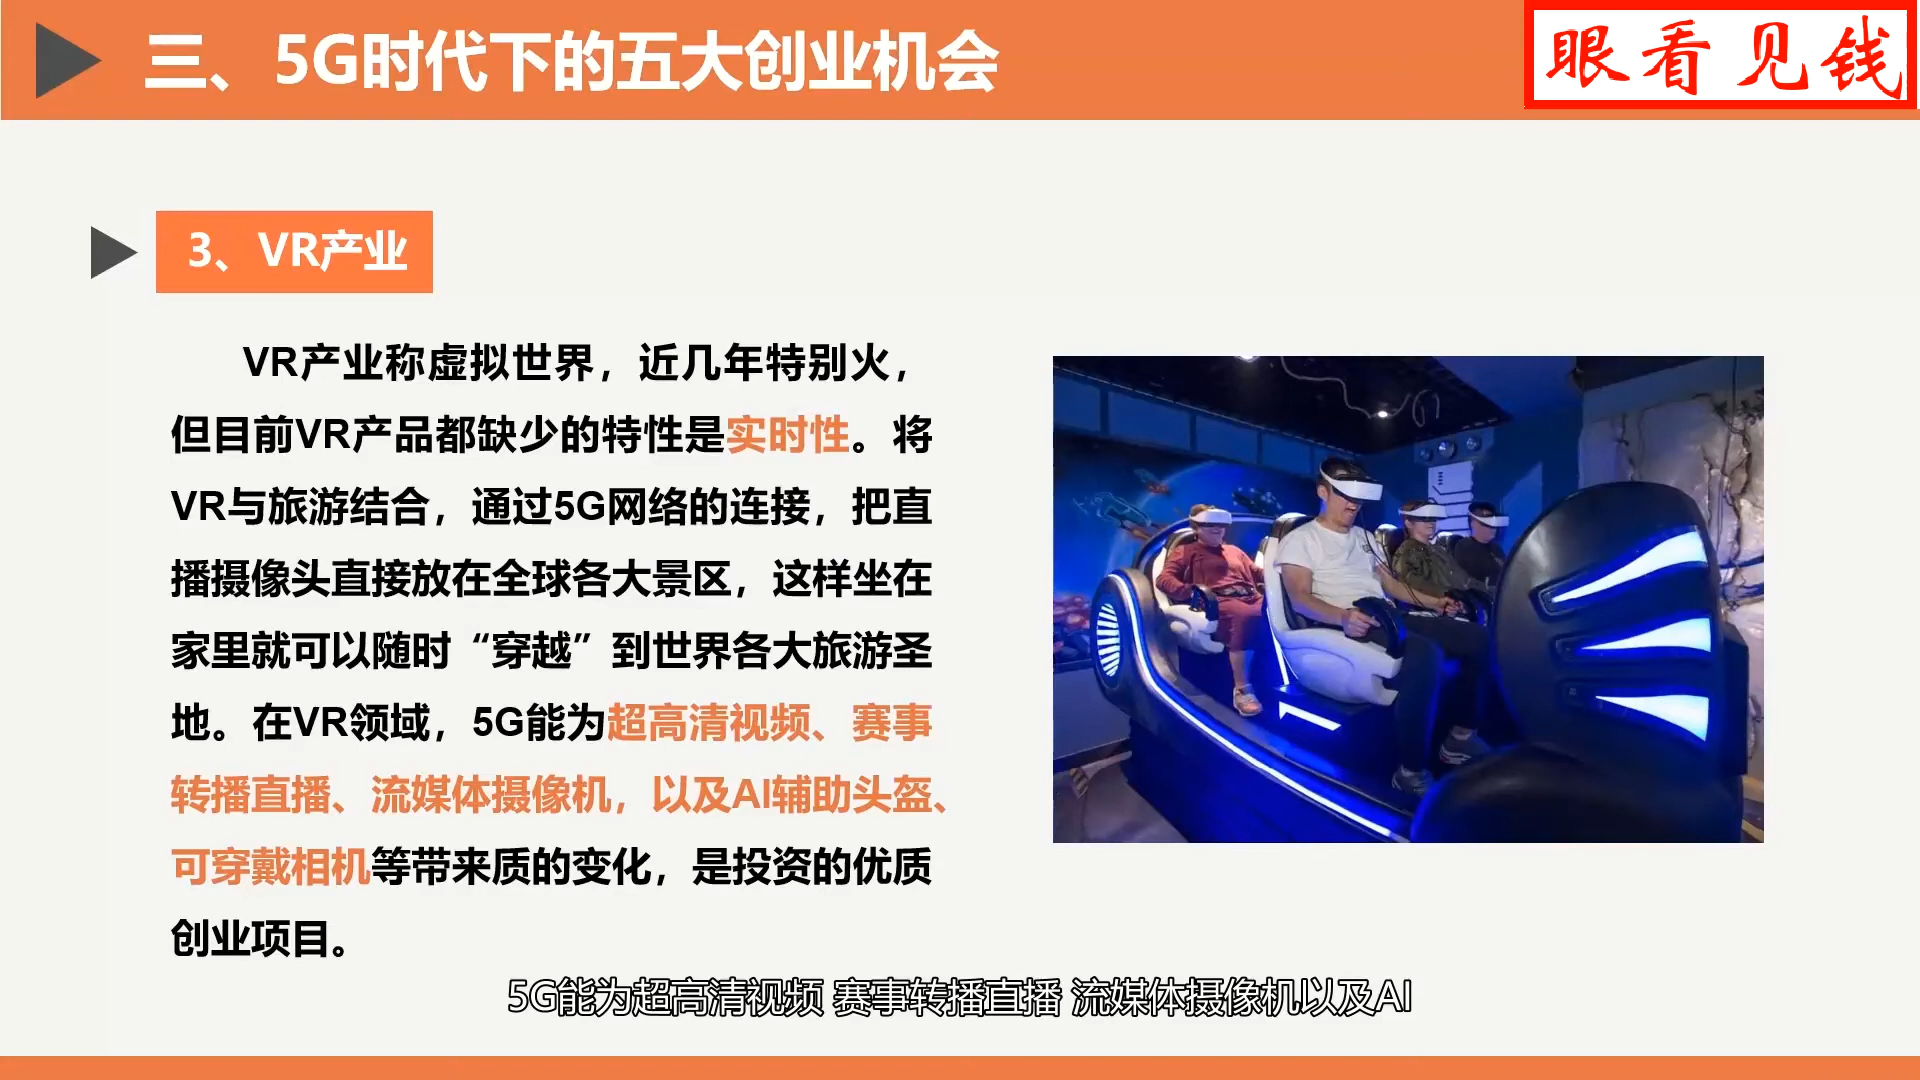 三、5G时代下的五大创业机会
眼看见钱
3、VR产业
VR产业称虚拟世界，近几年特别火，
但目前VR产品都缺少的特性是实时性。将
VR与旅游结合，通过5G网络的连接，把直
播摄像头直接放在全球各大景区，这样坐在
家里就可以随时“穿越”到世界各大旅游圣
地。在VR领域，5G能为超高清视频、赛事
转播直播、流媒体摄像机，以及AI辅助头盔、
可穿戴相机等带来质的变化，是投资的优质
创业项目。
5G能为超高清视频 赛事转播直播 流媒体摄像机以及AI